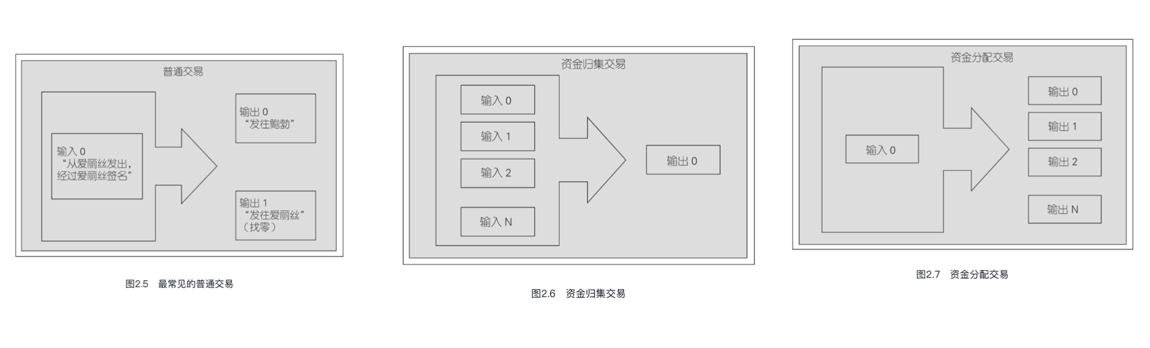 普通交易
输入 0
“从爱丽丝发出，
经过爱丽丝签名”
输出 0
“发往鲍勃”
输出 1
“发往爱丽丝”
（找零）
图2.5 最常见的普通交易
资金归集交易
输入 0
输入 1
输入 2
输入 N
输出 0
图2.6 资金归集交易
资金分配交易
输入 0
输出 0
输出 1
输出 2
输出 N
图2.7 资金分配交易